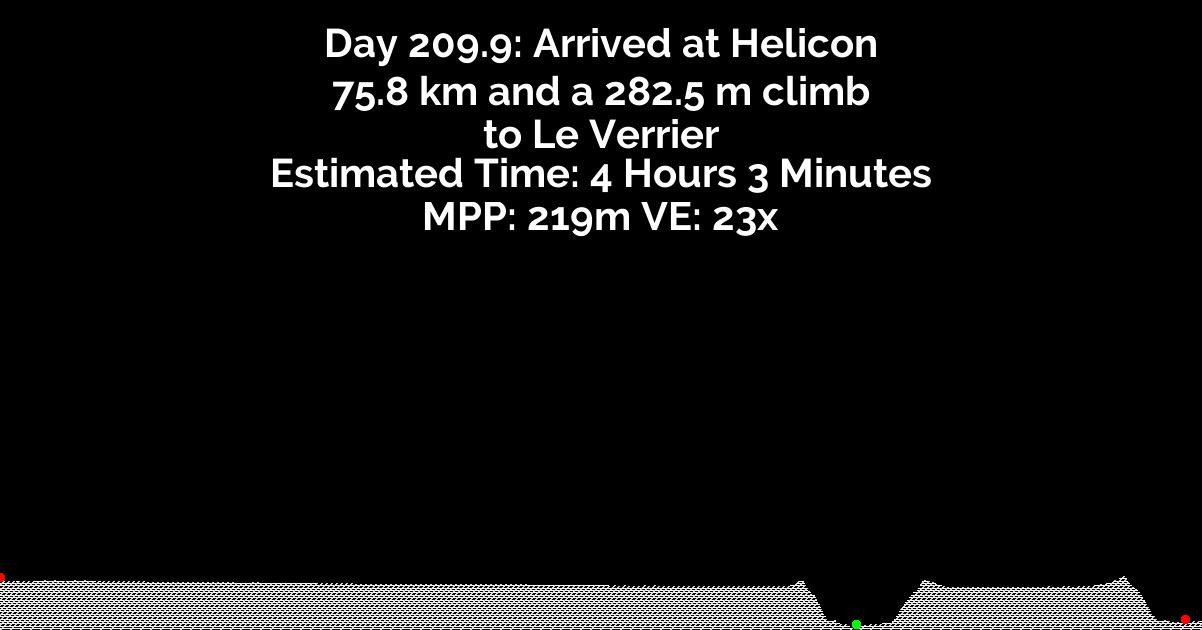 Day 209.9: Arrived at Helicon
75.8 km and a 282.5 m climb
to Le Verrier
Estimated Time: 4 Hours 3 Minutes
MPP: 219m VE: 23x